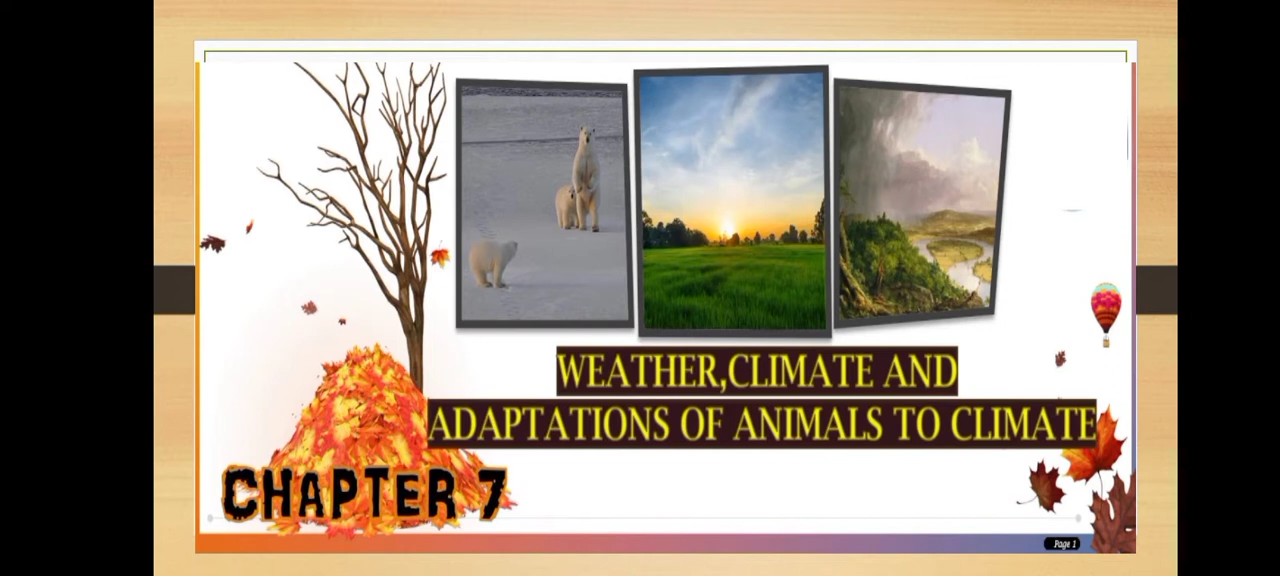 WEATHER,CLIMATE AND
ADAPTATIONS OF ANIMALS TO CLIMATE
CHAPTER 7
Page 1